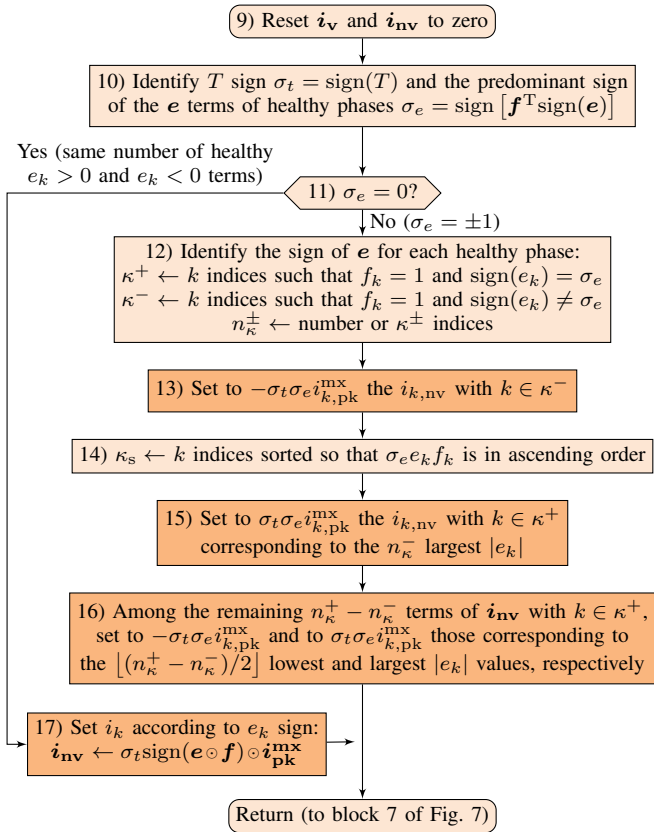 9) Reset i_v and i_nv to zero
10) Identify T sign σ_t = sign(T) and the predominant sign
of the e terms of healthy phases σ_e = sign [f^T sign(e)]
Yes (same number of healthy
e_k > 0 and e_k < 0 terms)
11) σ_e = 0?
No (σ_e = ±1)
12) Identify the sign of e for each healthy phase:
κ^+ ← k indices such that f_k = 1 and sign(e_k) = σ_e
κ^− ← k indices such that f_k = 1 and sign(e_k) ≠ σ_e
n_κ^± ← number or κ^± indices
13) Set to −σ_t σ_e i_{k,pk}^{mx} the i_{k,nv} with k ∈ κ^−
14) κ_s ← k indices sorted so that σ_e e_k f_k is in ascending order
15) Set to σ_t σ_e i_{k,pk}^{mx} the i_{k,nv} with k ∈ κ^+
corresponding to the n_κ^− largest |e_k|
16) Among the remaining n_κ^+ − n_κ^− terms of i_nv with k ∈ κ^+,
set to −σ_t σ_e i_{k,pk}^{mx} and to σ_t σ_e i_{k,pk}^{mx} those corresponding to
the ⌊(n_κ^+ − n_κ^−)/2⌋ lowest and largest |e_k| values, respectively
17) Set i_k according to e_k sign:
i_nv ← σ_t sign(e ⊙ f) ⊙ i_pk^mx
Return (to block 7 of Fig. 7)